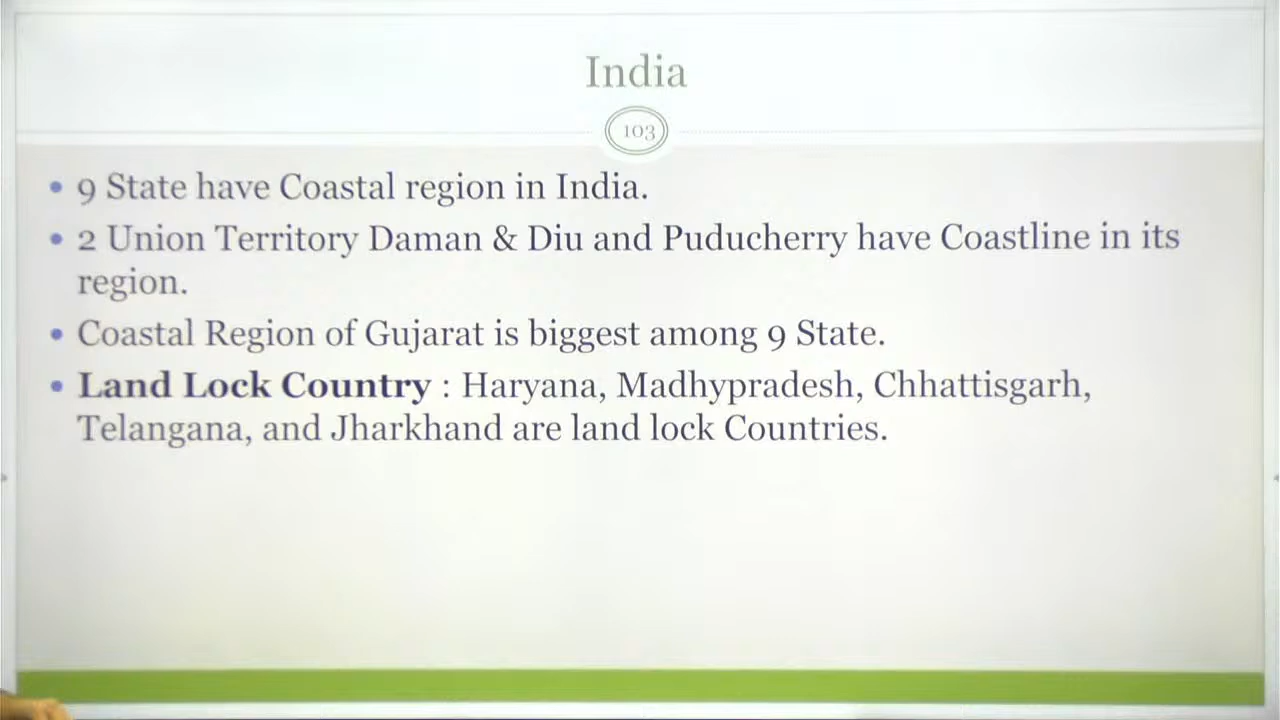 India
103
• 9 State have Coastal region in India.
• 2 Union Territory Daman & Diu and Puducherry have Coastline in its
region.
• Coastal Region of Gujarat is biggest among 9 State.
• Land Lock Country : Haryana, Madhypradesh, Chhattisgarh,
Telangana, and Jharkhand are land lock Countries.